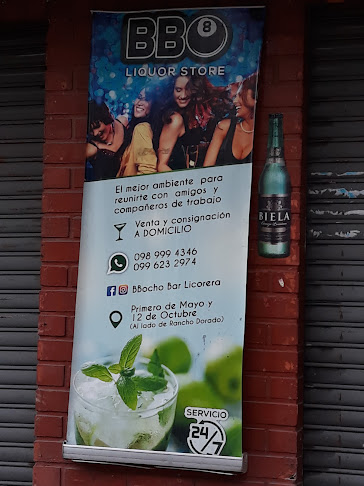 BBO
8
LIQUOR STORE
El mejor ambiente para
reunirte con amigos y
compañeros de trabajo
Venta y consignación
A DOMICILIO
098 999 4346
099 623 2974
BBocho Bar Licorera
Primera de Mayo y
12 de Octubre
(Al lado de Rancho Dorado)
SERVICIO
24/7
BIELA